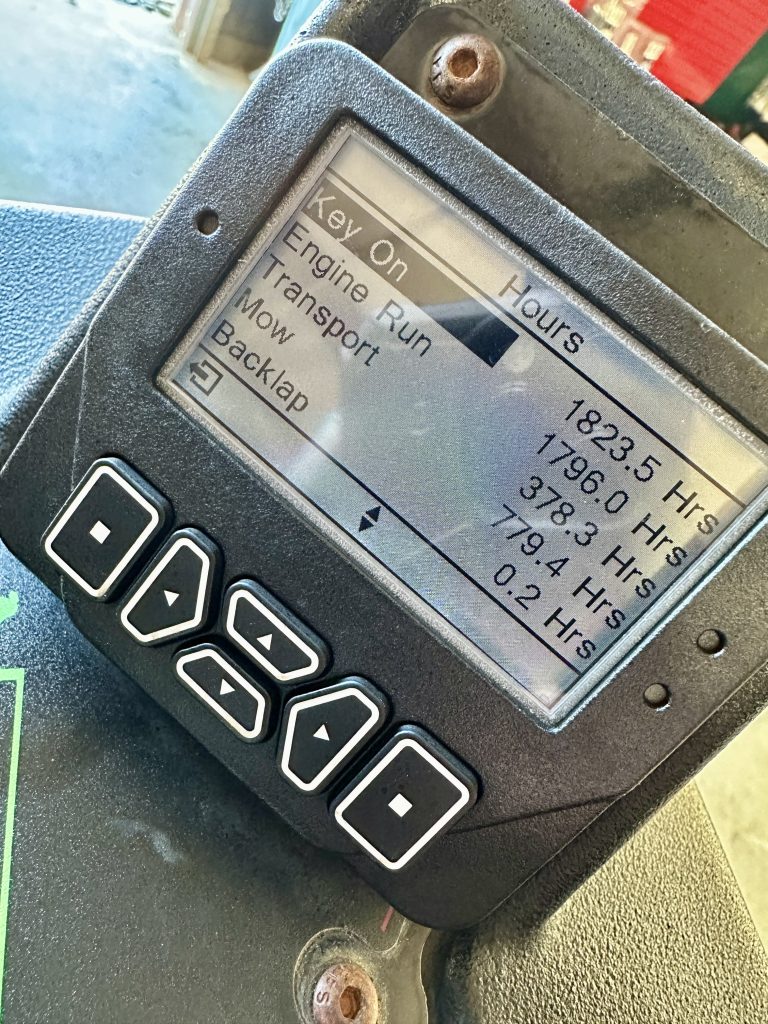 Hours
Key On 1823.5 Hrs
Engine Run 1796.0 Hrs
Transport 378.3 Hrs
Mow 779.4 Hrs
Backlap 0.2 Hrs